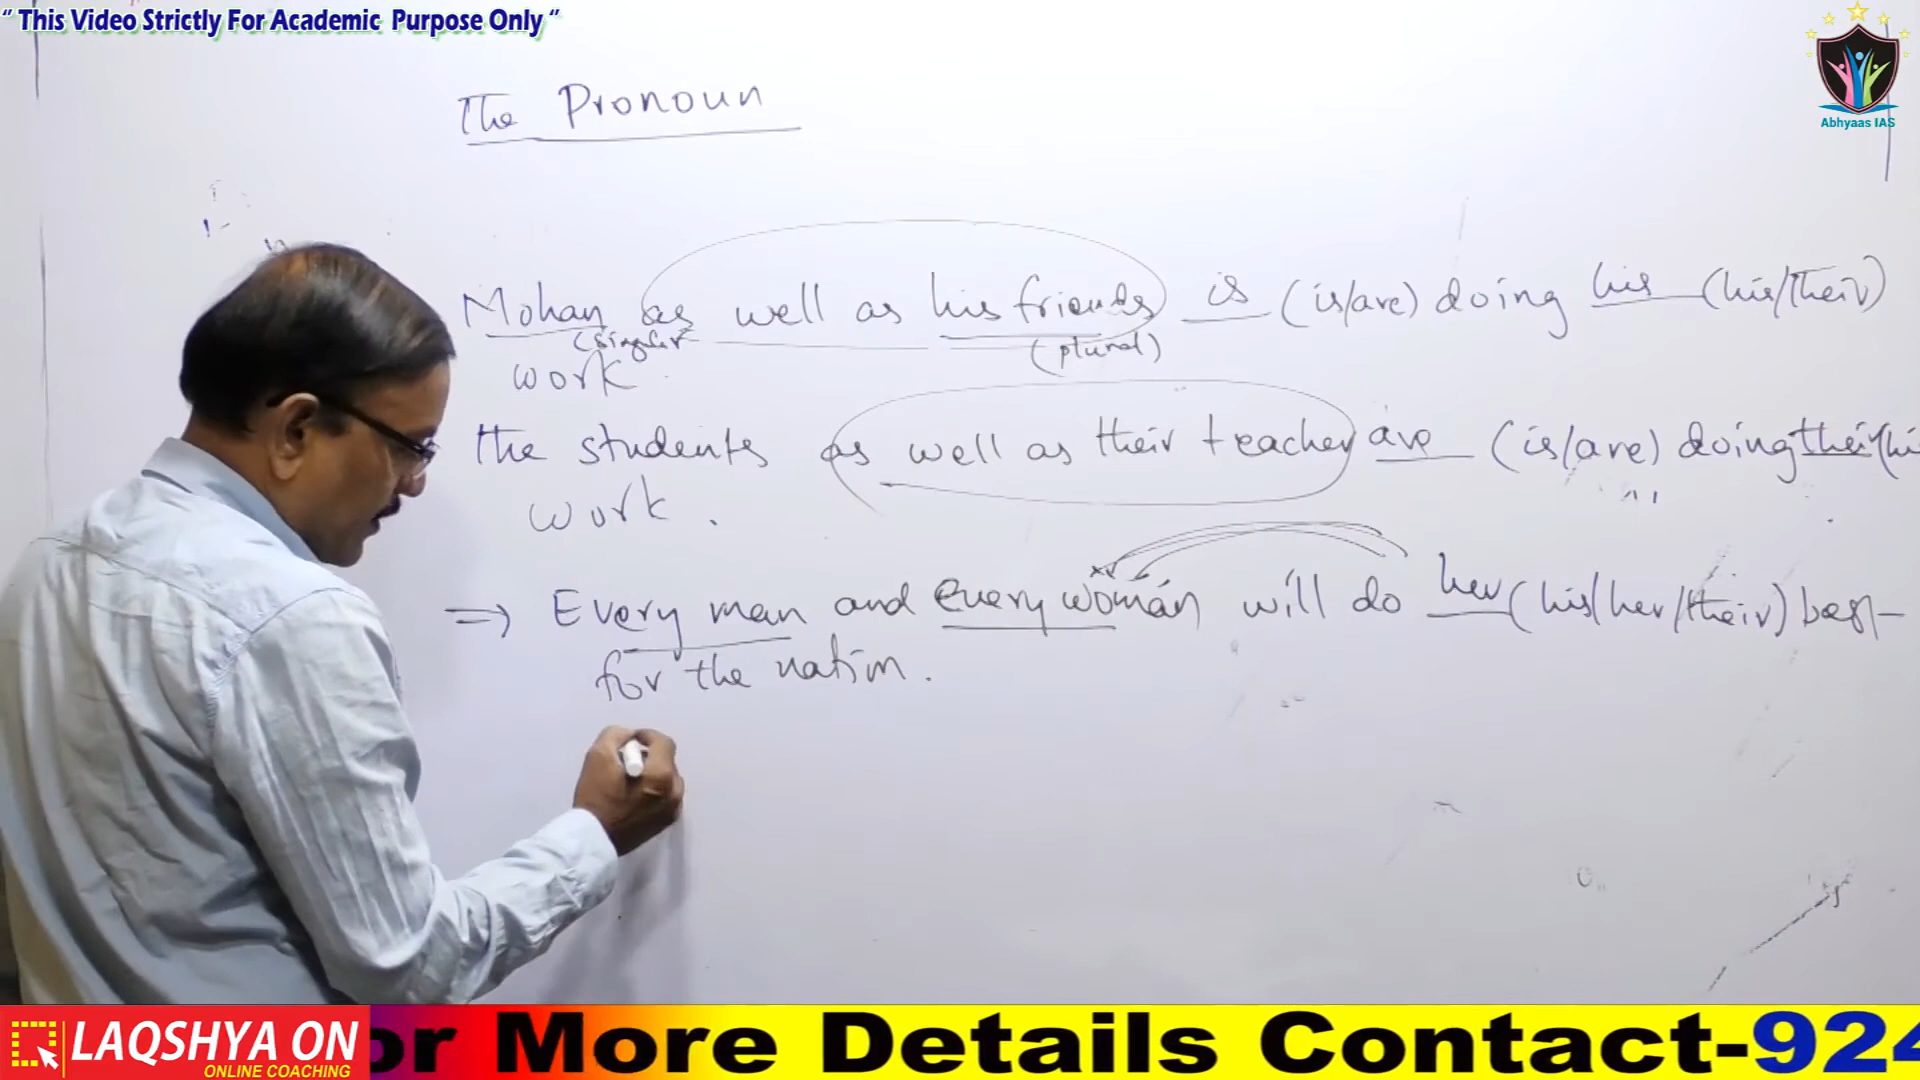 “ This Video Strictly For Academic Purpose Only “
Abhyaas IAS
The Pronoun
Mohan as well as his friends is (is/are) doing his (his/their)
(singular (plural)
work.
The students as well as their teacher are (is/are) doing their (hi
work.
⇒ Every man and every woman will do her (his/her/their) best
for the nation.
LAQSHYA ON
ONLINE COACHING
or More Details Contact-924